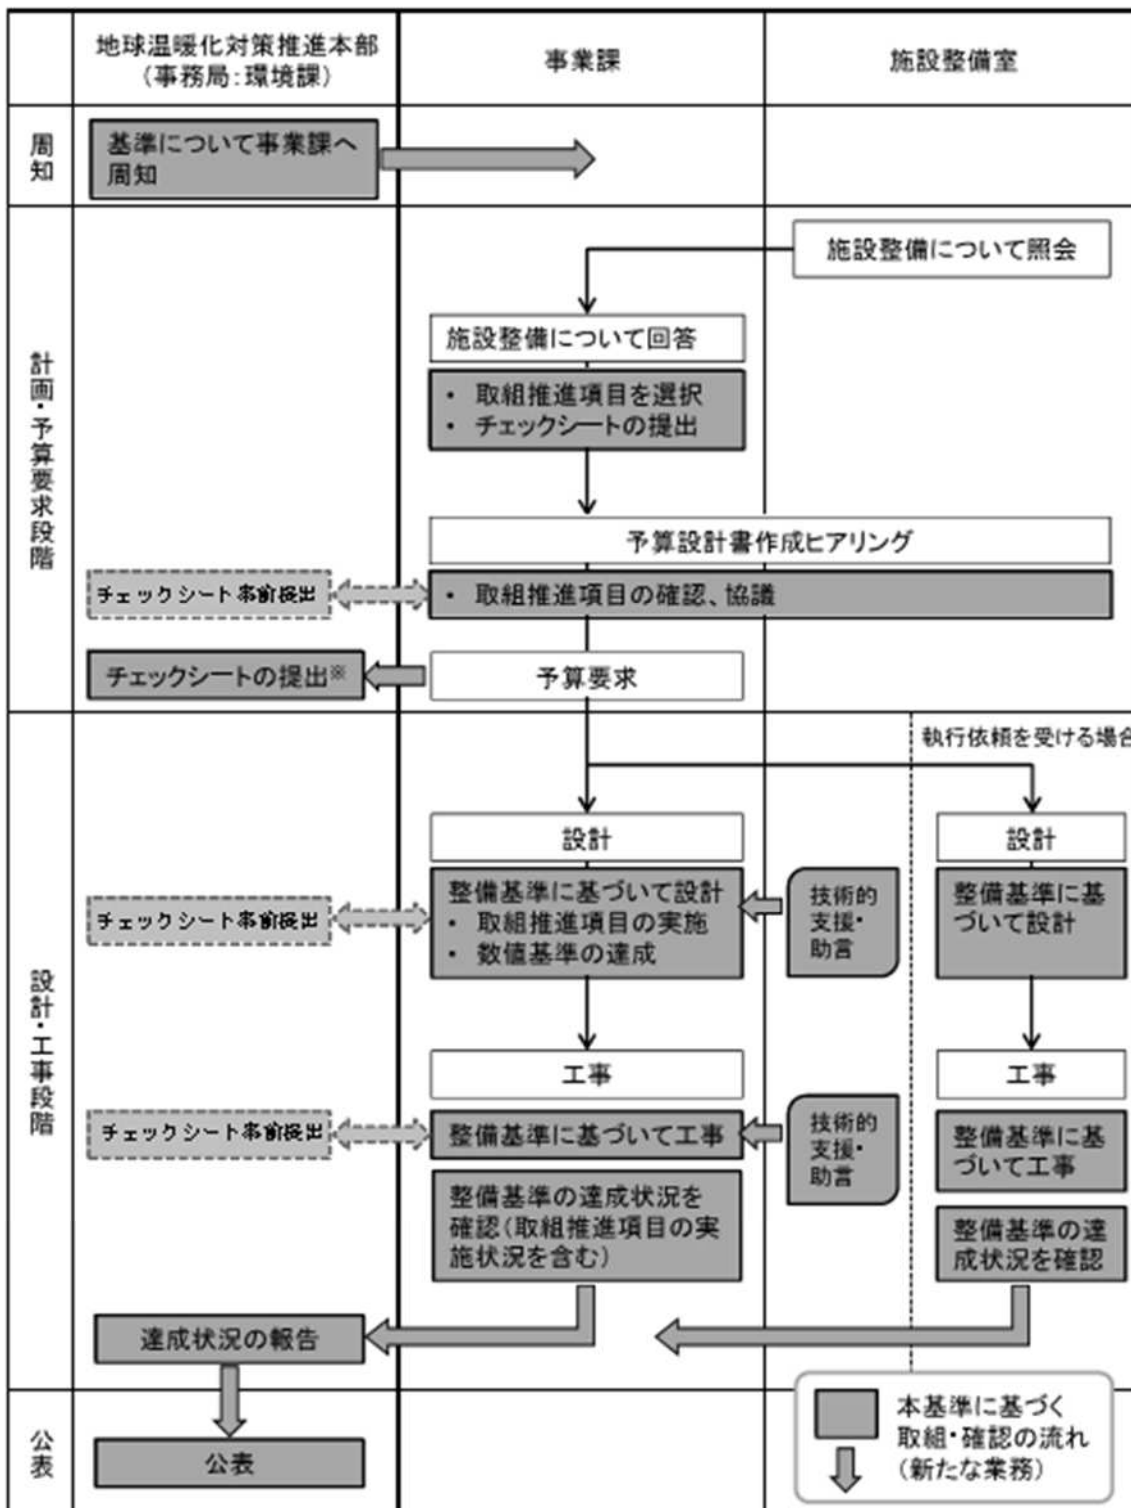 地球温暖化対策推進本部
(事務局:環境課)
事業課
施設整備室
周知
基準について事業課へ
周知
計画・予算要求段階
施設整備について照会
施設整備について回答
・ 取組推進項目を選択
・ チェックシートの提出
予算設計書作成ヒアリング
チェックシート事前提出
・ 取組推進項目の確認、協議
チェックシートの提出※
予算要求
設計・工事段階
執行依頼を受ける場合
設計
設計
整備基準に基づいて設計
・ 取組推進項目の実施
・ 数値基準の達成
チェックシート事前提出
技術的
支援・
助言
整備基準に基
づいて設計
工事
工事
チェックシート事前提出
整備基準に基づいて工事
技術的
支援・
助言
整備基準に基
づいて工事
整備基準の達成状況を
確認(取組推進項目の実
施状況を含む)
整備基準の達
成状況を確認
達成状況の報告
公表
公表
本基準に基づく
取組・確認の流れ
(新たな業務)